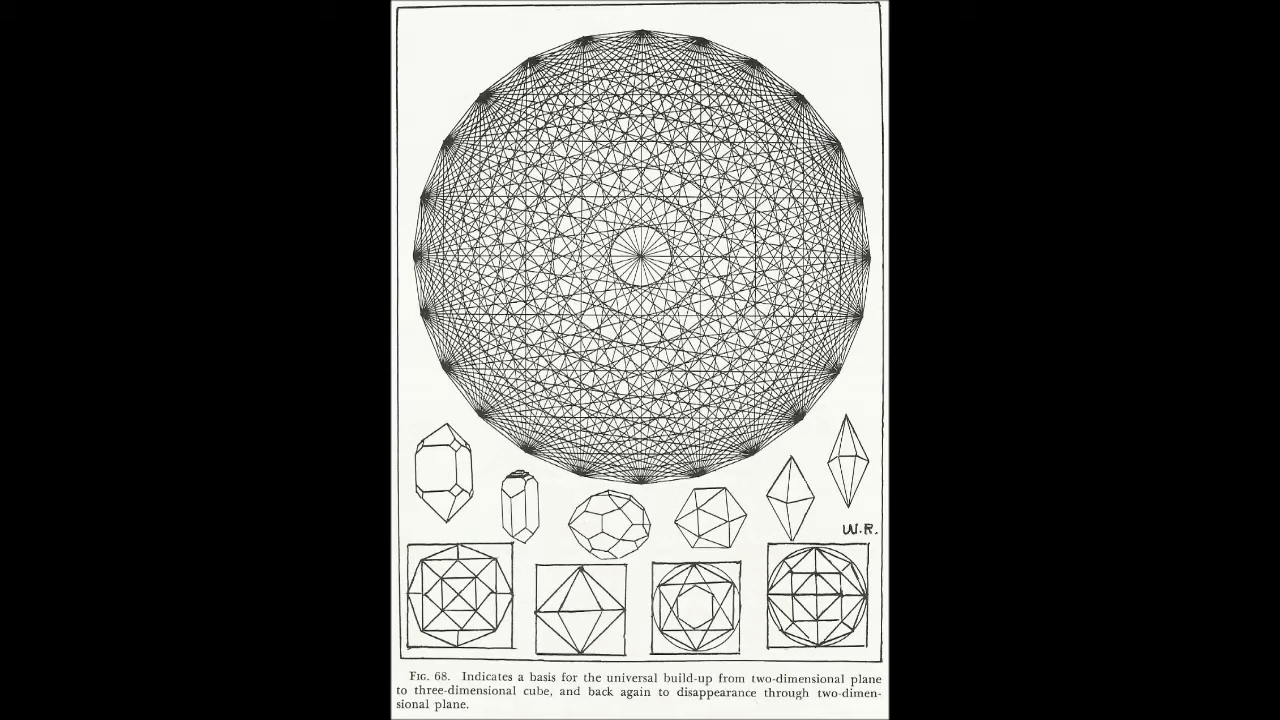 W.R.
FIG. 68. Indicates a basis for the universal build-up from two-dimensional plane
to three-dimensional cube, and back again to disappearance through two-dimen-
sional plane.